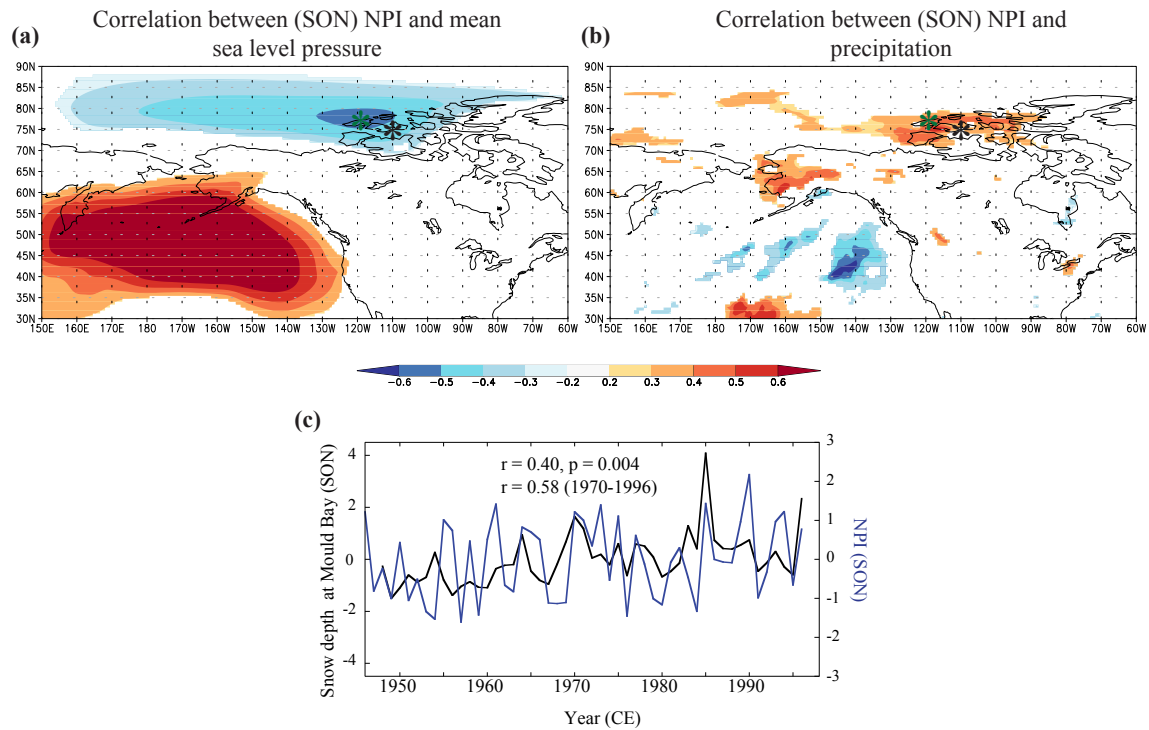 Correlation between (SON) NPI and mean
sea level pressure
(a)
90N
85N
80N
75N
70N
65N
60N
55N
50N
45N
40N
35N
30N
150E 160E 170E 180 170W 160W 150W 140W 130W 120W 110W 100W 90W 80W 70W 60W
Correlation between (SON) NPI and
precipitation
(b)
90N
85N
80N
75N
70N
65N
60N
55N
50N
45N
40N
35N
30N
150E 160E 170E 180 170W 160W 150W 140W 130W 120W 110W 100W 90W 80W 70W 60W
-0.6 -0.5 -0.4 -0.3 -0.2 0.2 0.3 0.4 0.5 0.6
(c)
Snow depth at Mould Bay (SON)
4
2
0
-2
-4
r = 0.40, p = 0.004
r = 0.58 (1970-1996)
3
2
1
0
-1
-2
-3
NPI (SON)
1950 1960 1970 1980 1990
Year (CE)